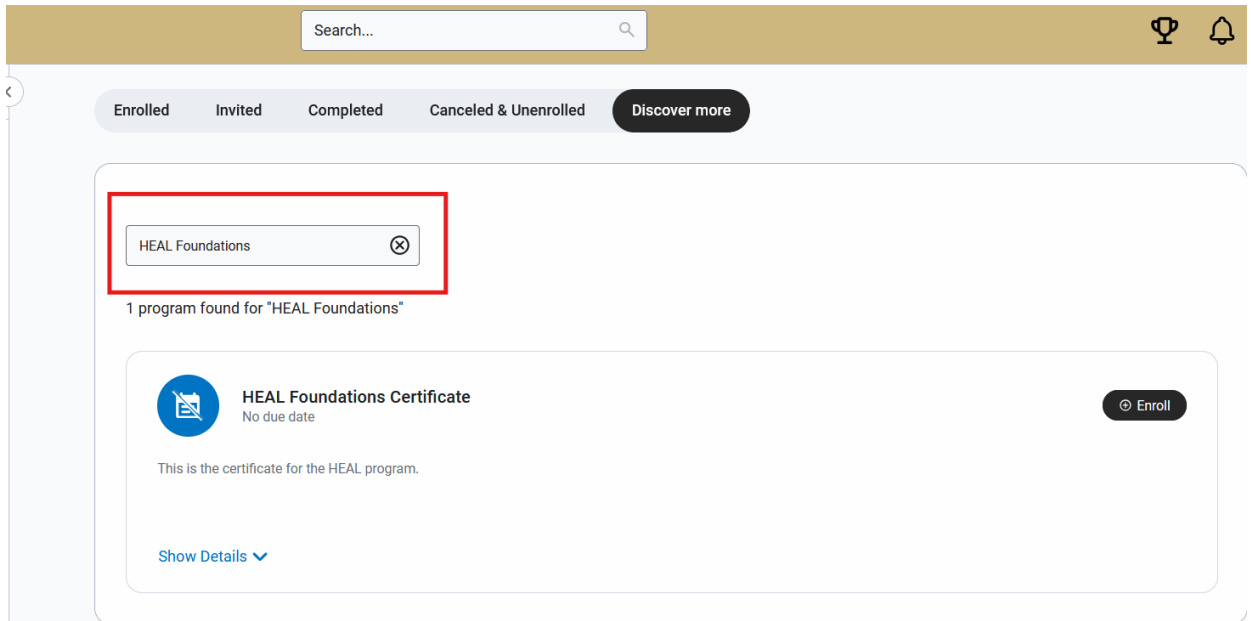 Search...
Enrolled Invited Completed Canceled & Unenrolled Discover more
HEAL Foundations
1 program found for "HEAL Foundations"
HEAL Foundations Certificate
No due date
Enroll
This is the certificate for the HEAL program.
Show Details